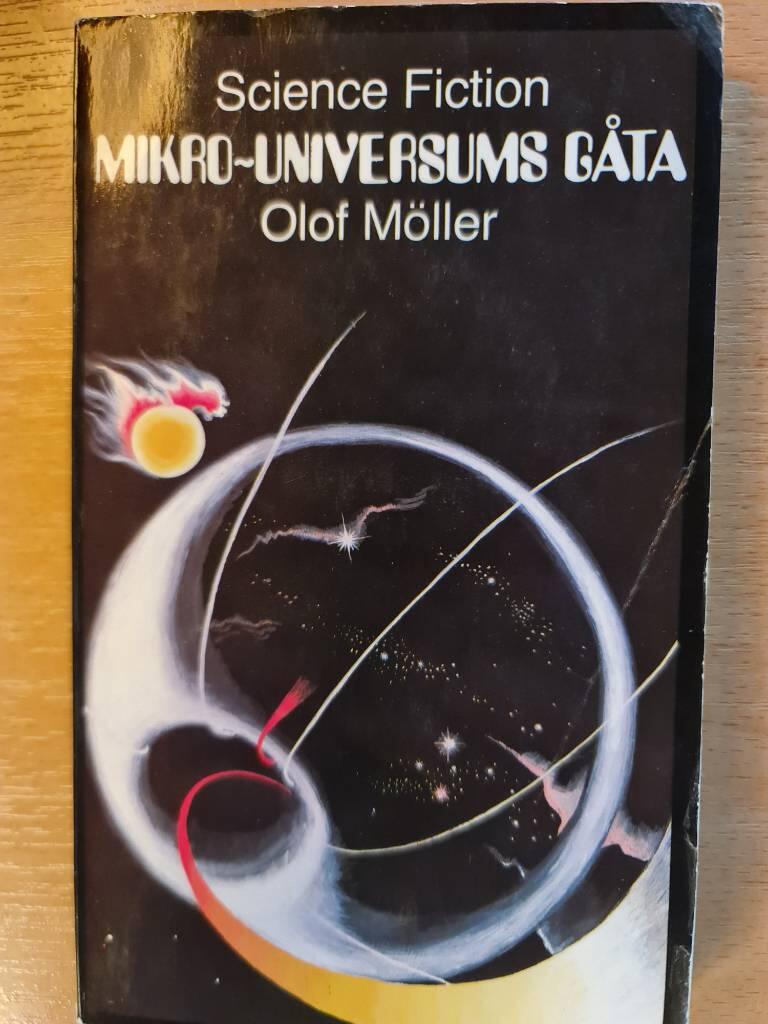 Science Fiction
MIKRO~UNIVERSUMS GÅTA
Olof Möller